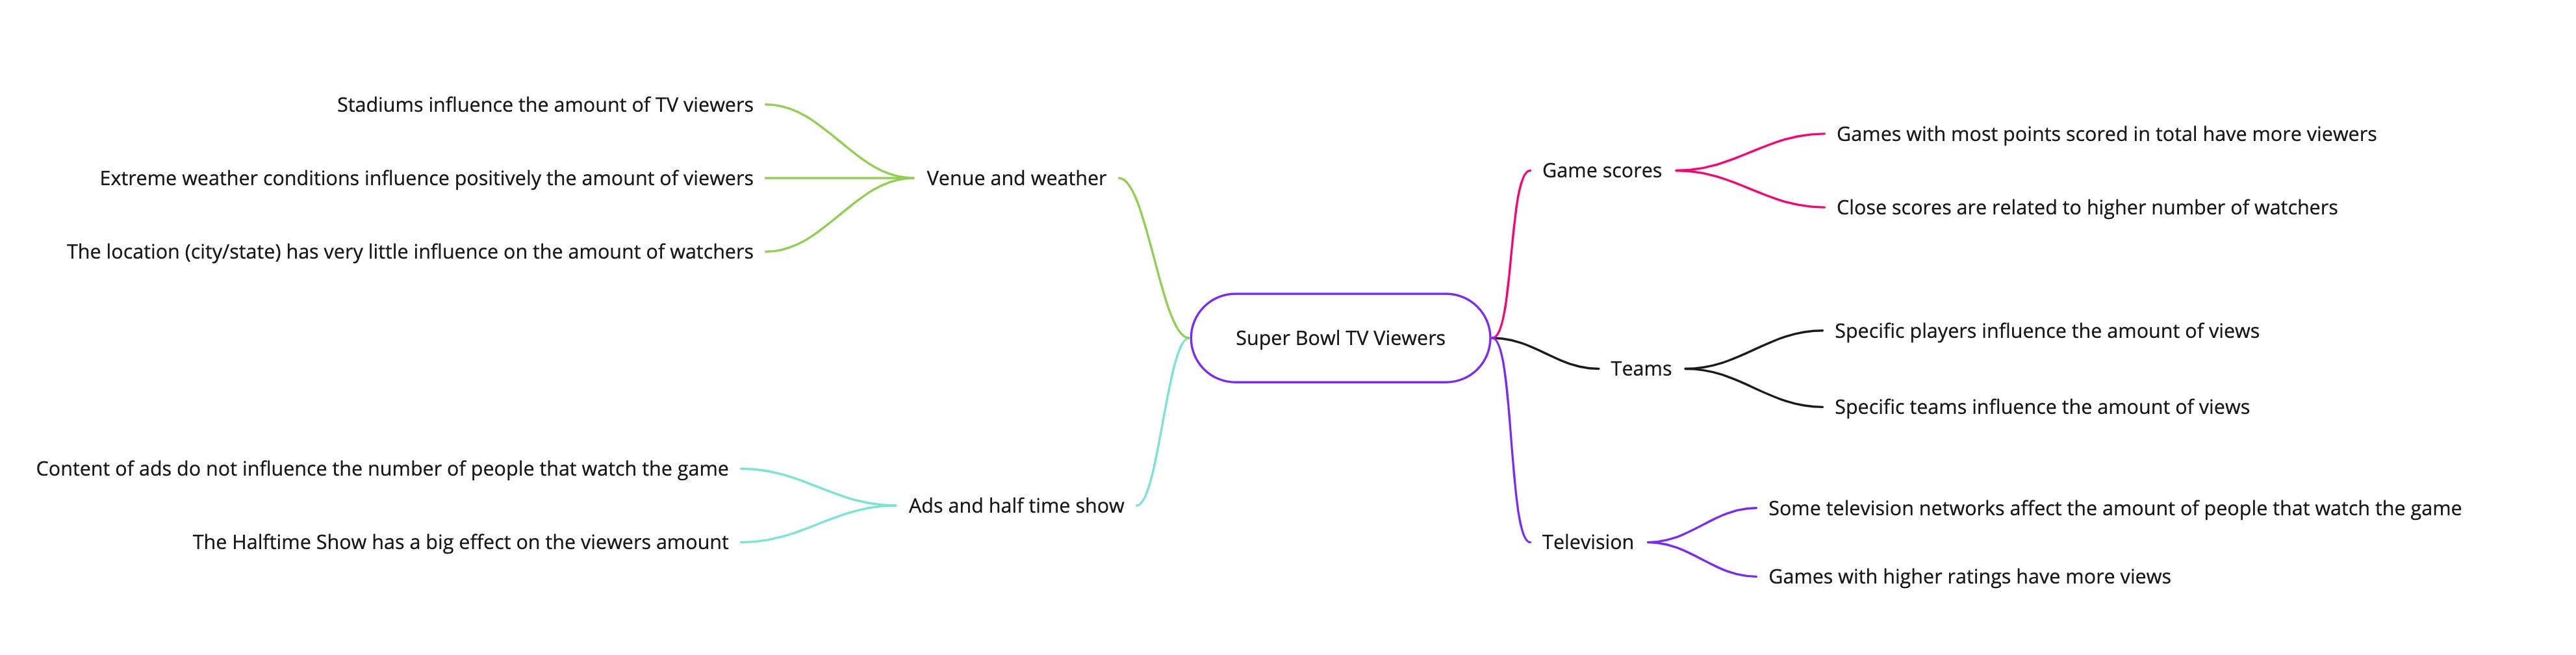 Stadiums influence the amount of TV viewers
Extreme weather conditions influence positively the amount of viewers
The location (city/state) has very little influence on the amount of watchers
Venue and weather
Content of ads do not influence the number of people that watch the game
The Halftime Show has a big effect on the viewers amount
Ads and half time show
Super Bowl TV Viewers
Game scores
Games with most points scored in total have more viewers
Close scores are related to higher number of watchers
Teams
Specific players influence the amount of views
Specific teams influence the amount of views
Television
Some television networks affect the amount of people that watch the game
Games with higher ratings have more views